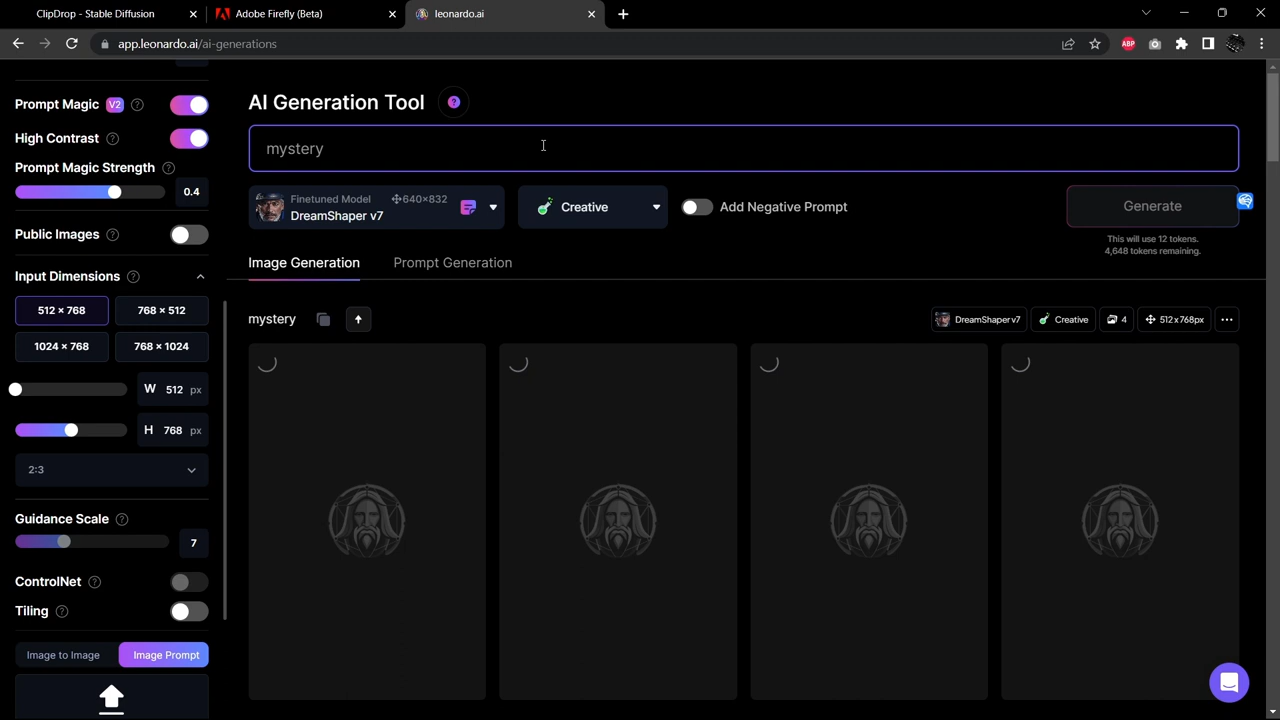 ClipDrop - Stable Diffusion
Adobe Firefly (Beta)
leonardo.ai
app.leonardo.ai/ai-generations
ABP
Prompt Magic V2
High Contrast
Prompt Magic Strength
0.4
Public Images
Input Dimensions
512 × 768
768 × 512
1024 × 768
768 × 1024
W 512 px
H 768 px
2:3
Guidance Scale
7
ControlNet
Tiling
Image to Image
Image Prompt
AI Generation Tool
mystery
Finetuned Model
640×832
DreamShaper v7
Creative
Add Negative Prompt
Generate
This will use 12 tokens.
4,648 tokens remaining.
Image Generation
Prompt Generation
mystery
DreamShaper v7
Creative
4
512x768px